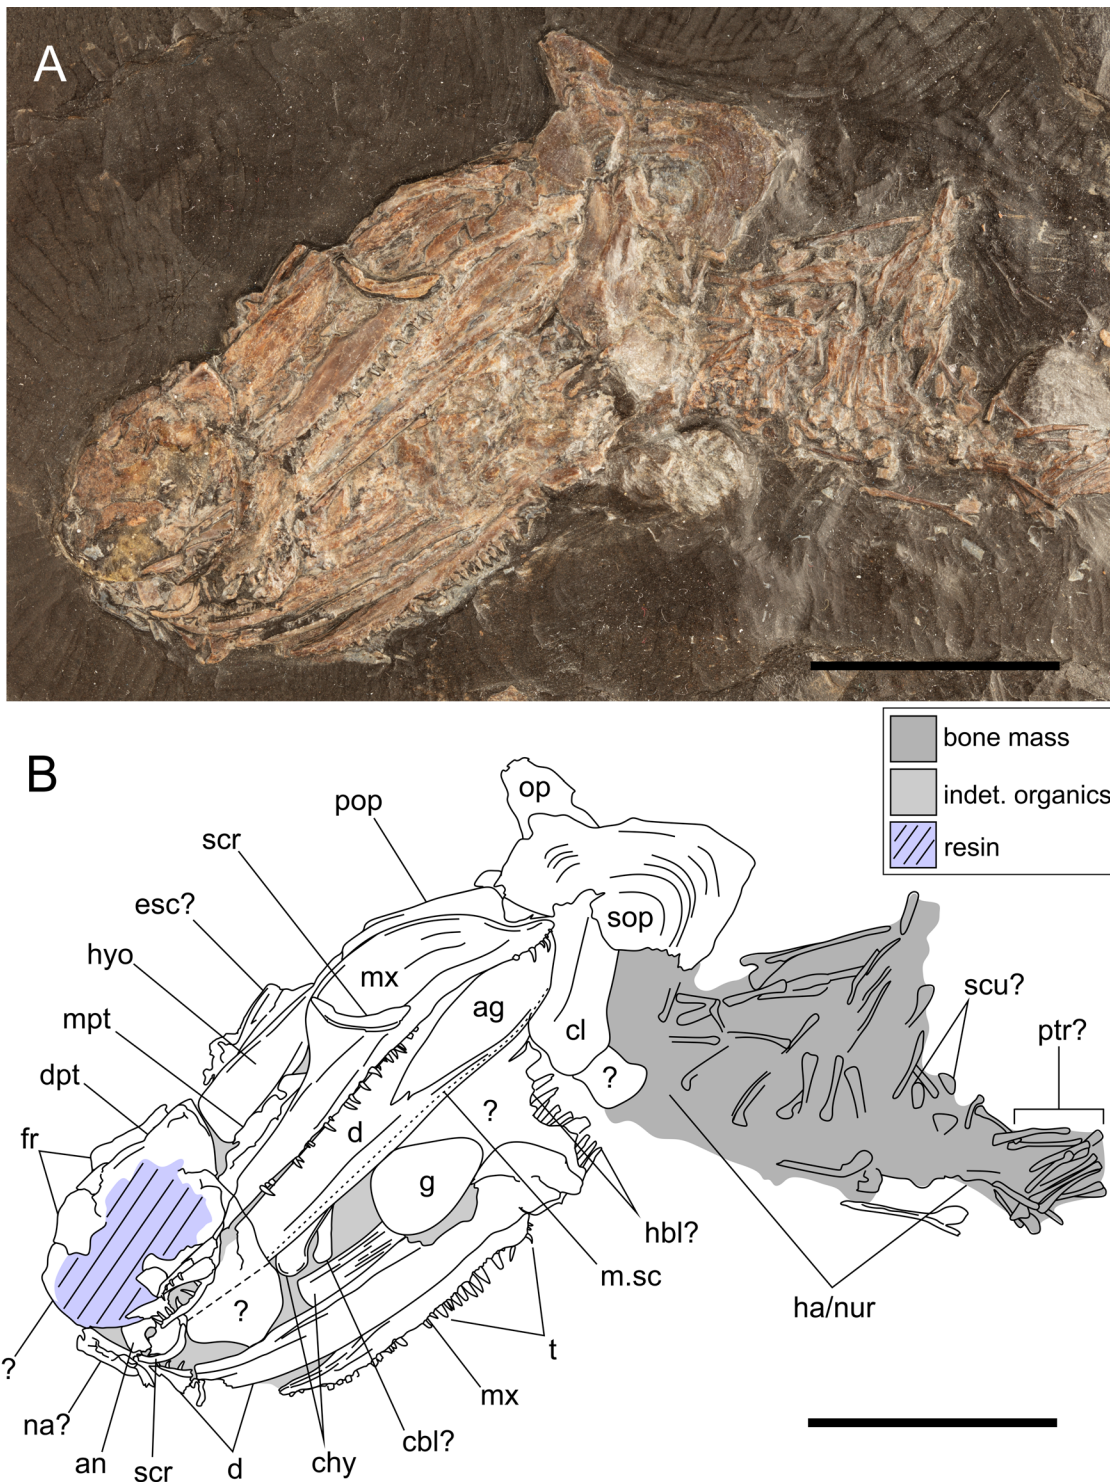 A
bone mass
indet. organics
resin
B
op
pop
scr
esc?
sop
hyo
mx
scu?
mpt
ag
cl
ptr?
dpt
?
?
fr
d
g
hbl?
m.sc
?
ha/nur
?
t
mx
na?
cbl?
an
scr
d
chy